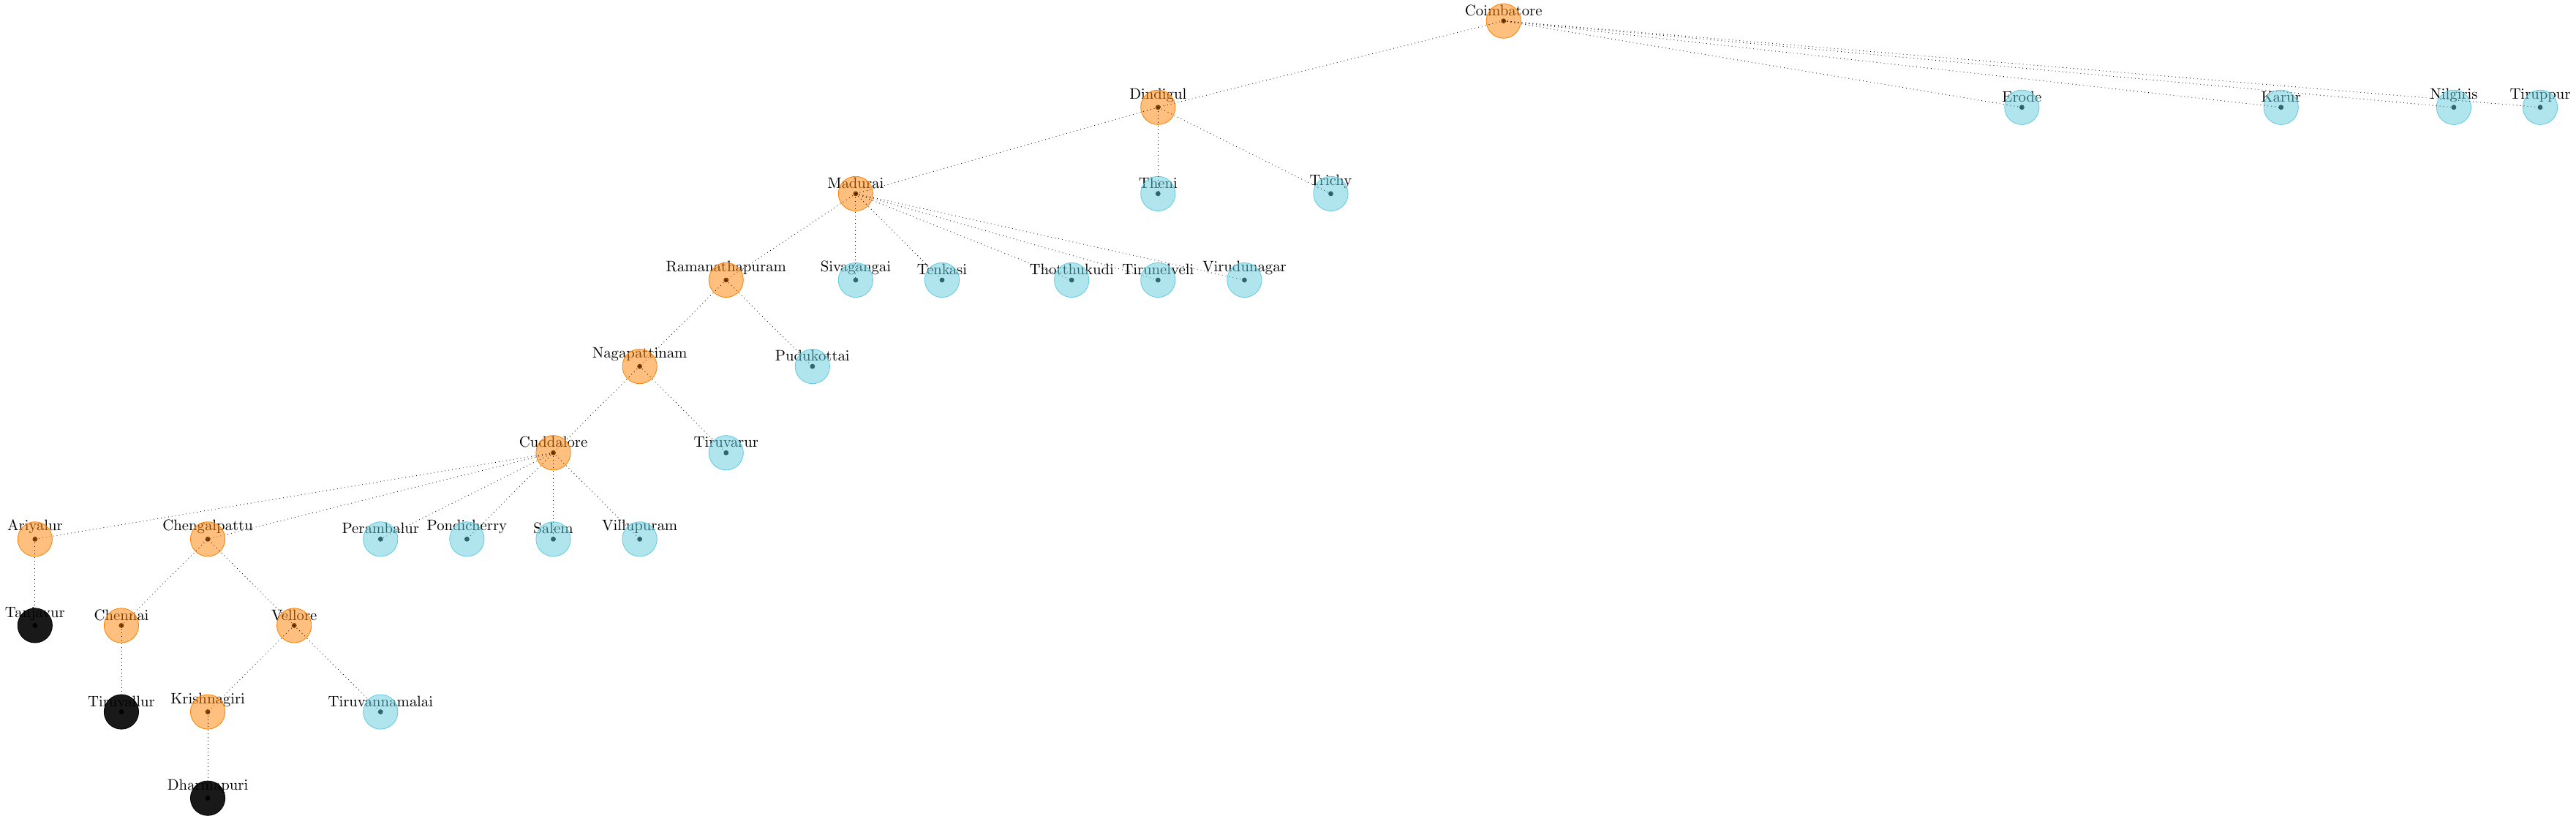 Coimbatore
Dindigul
Erode
Karur
Nilgiris
Tiruppur
Madurai
Theni
Trichy
Ramanathapuram
Sivagangai
Tenkasi
Thotthukudi
Tirunelveli
Virudunagar
Nagapattinam
Pudukottai
Cuddalore
Tiruvarur
Ariyalur
Chengalpattu
Perambalur
Pondicherry
Salem
Villupuram
Tanjavur
Chennai
Vellore
Tiruvallur
Krishnagiri
Tiruvannamalai
Dharmapuri